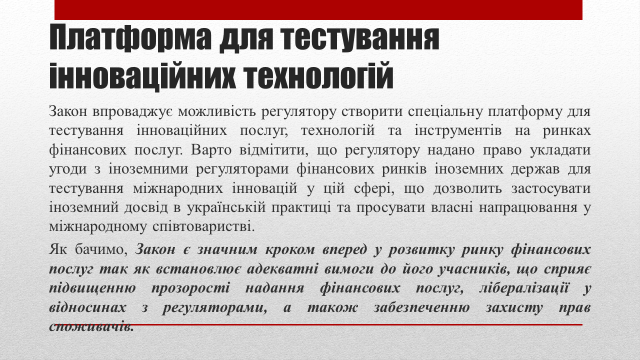 Платформа для тестування
інноваційних технологій
Закон впроваджує можливість регулятору створити спеціальну платформу для
тестування інноваційних послуг, технологій та інструментів на ринках
фінансових послуг. Варто відмітити, що регулятору надано право укладати
угоди з іноземними регуляторами фінансових ринків іноземних держав для
тестування міжнародних інновацій у цій сфері, що дозволить застосувати
іноземний досвід в українській практиці та просувати власні напрацювання у
міжнародному співтоваристві.
Як бачимо, Закон є значним кроком вперед у розвитку ринку фінансових
послуг так як встановлює адекватні вимоги до його учасників, що сприяє
підвищенню прозорості надання фінансових послуг, лібералізації у
відносинах з регуляторами, а також забезпеченню захисту прав
споживачів.